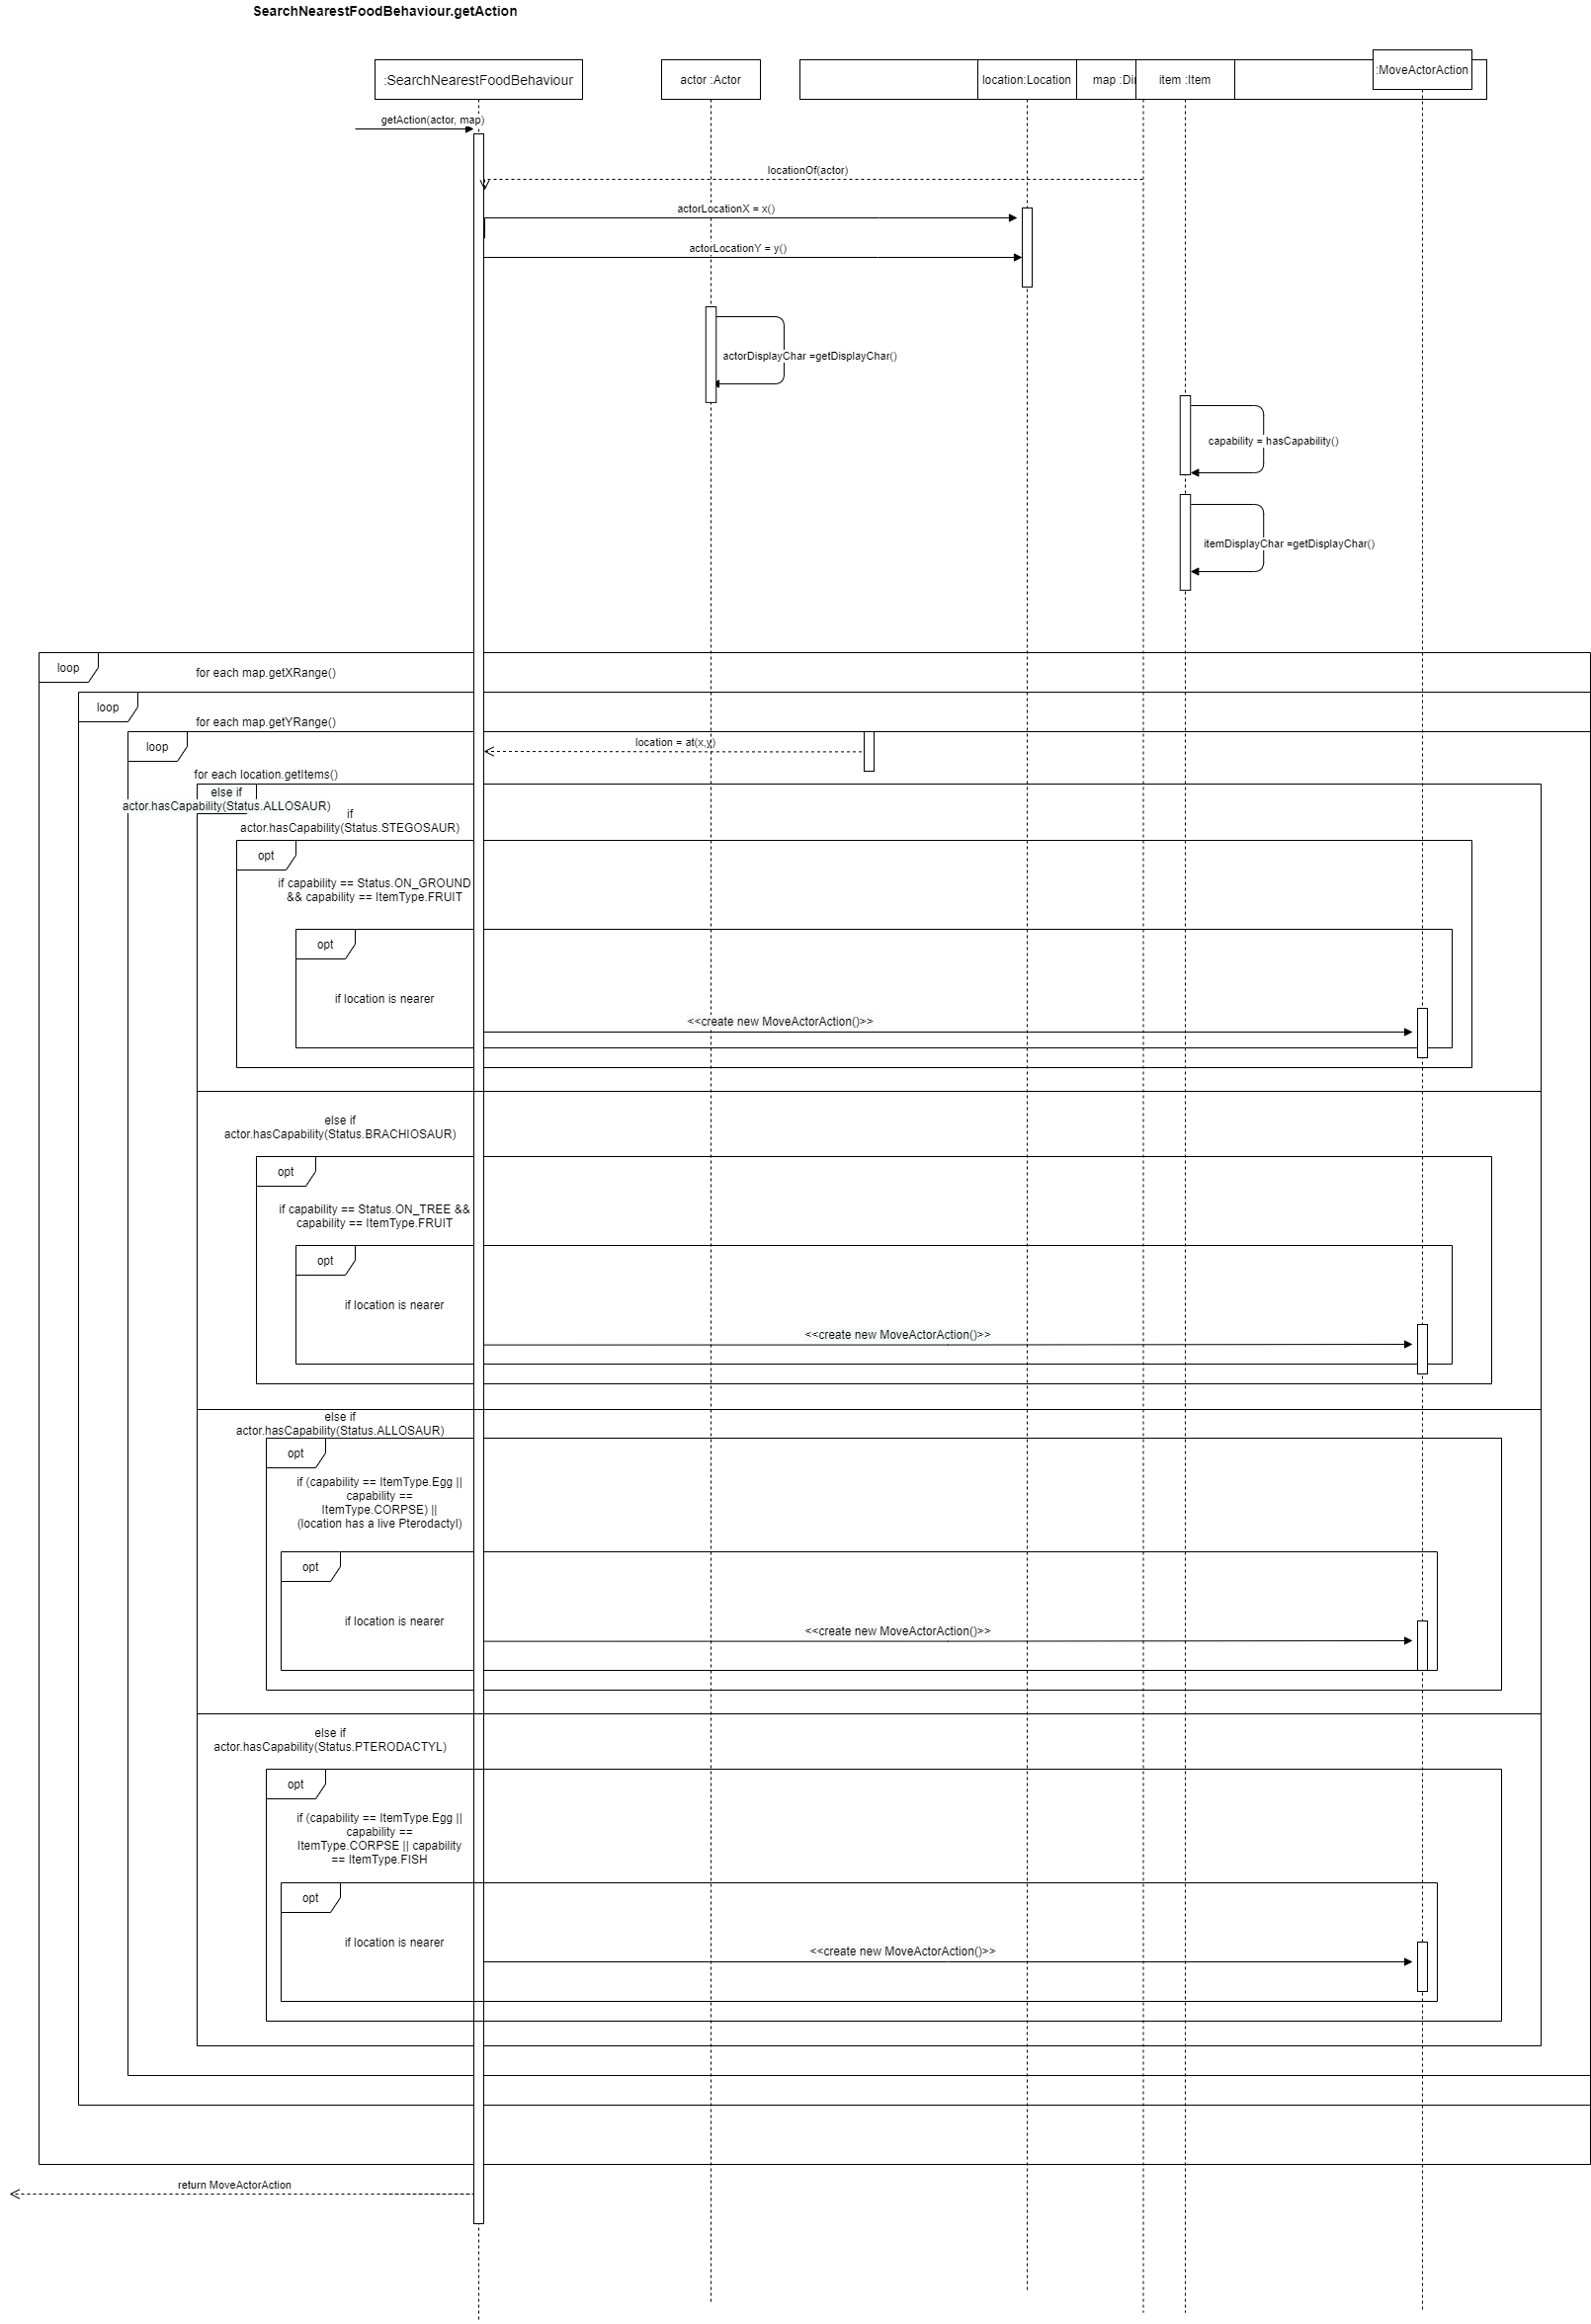 SearchNearestFoodBehaviour.getAction
:SearchNearestFoodBehaviour
actor :Actor
location:Location
map :Di
item :Item
:MoveActorAction
getAction(actor, map)
locationOf(actor)
actorLocationX = x()
actorLocationY = y()
actorDisplayChar =getDisplayChar()
capability = hasCapability()
itemDisplayChar =getDisplayChar()
loop
for each map.getXRange()
loop
for each map.getYRange()
loop
location = at(x,y)
for each location.getItems()
else if
actor.hasCapability(Status.ALLOSAUR)
if
actor.hasCapability(Status.STEGOSAUR)
opt
if capability == Status.ON_GROUND
&& capability == ItemType.FRUIT
opt
if location is nearer
<<create new MoveActorAction()>>
else if
actor.hasCapability(Status.BRACHIOSAUR)
opt
if capability == Status.ON_TREE &&
capability == ItemType.FRUIT
opt
if location is nearer
<<create new MoveActorAction()>>
else if
actor.hasCapability(Status.ALLOSAUR)
opt
if (capability == ItemType.Egg ||
capability ==
ItemType.CORPSE) ||
(location has a live Pterodactyl)
opt
if location is nearer
<<create new MoveActorAction()>>
else if
actor.hasCapability(Status.PTERODACTYL)
opt
if (capability == ItemType.Egg ||
capability ==
ItemType.CORPSE || capability
== ItemType.FISH
opt
if location is nearer
<<create new MoveActorAction()>>
return MoveActorAction